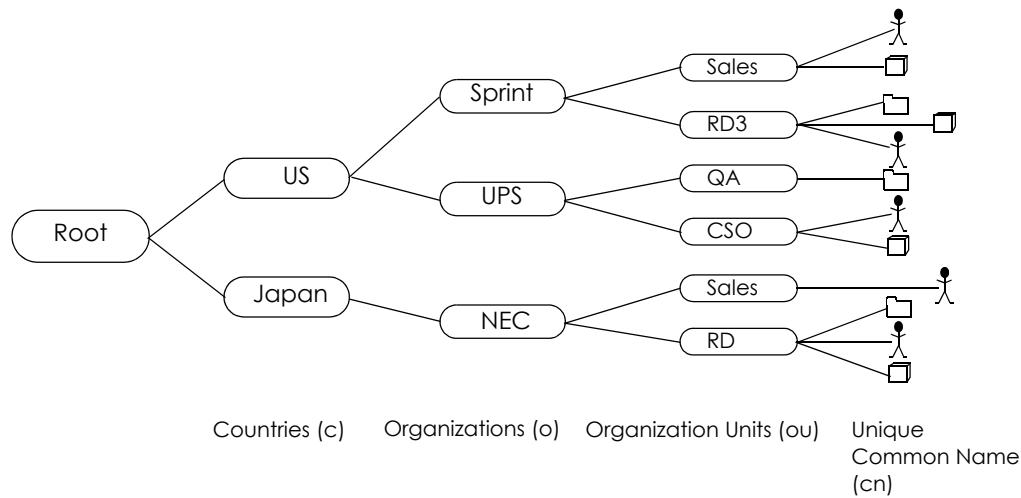 Root
US
Japan
Sprint
UPS
NEC
Sales
RD3
QA
CSO
Sales
RD
Countries (c)
Organizations (o)
Organization Units (ou)
Unique
Common Name
(cn)